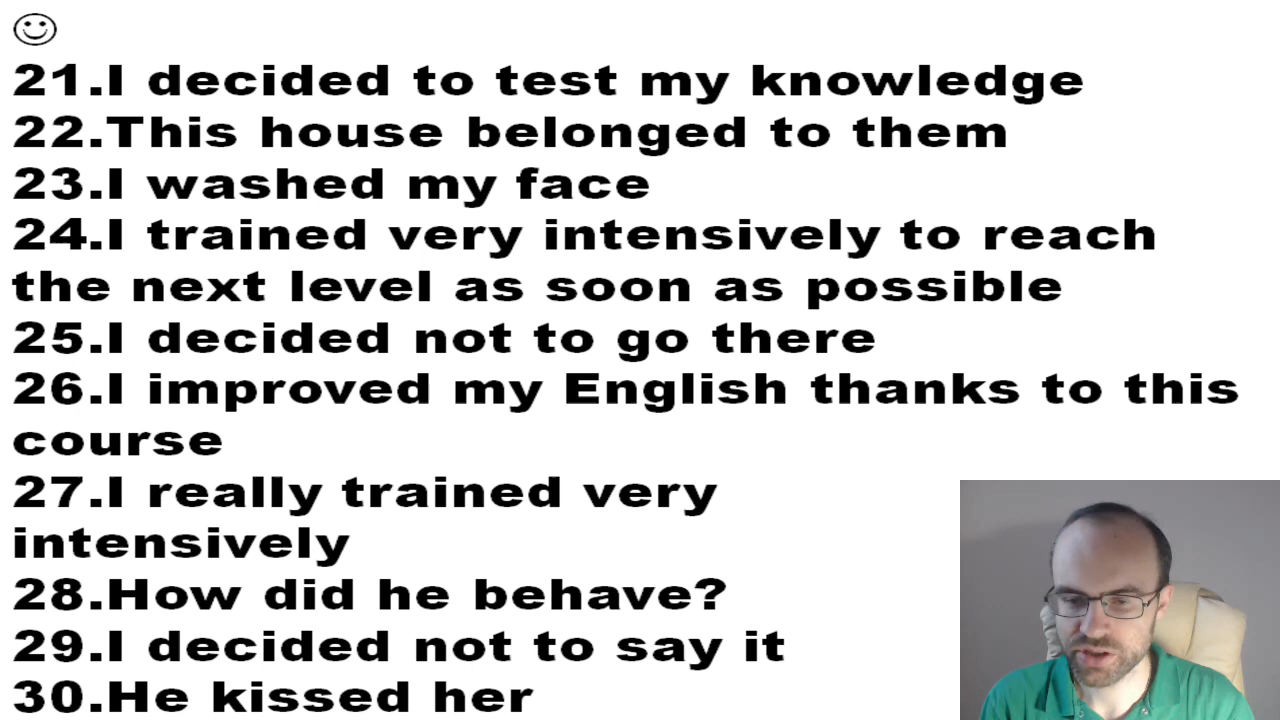 21.I decided to test my knowledge
22.This house belonged to them
23.I washed my face
24.I trained very intensively to reach
the next level as soon as possible
25.I decided not to go there
26.I improved my English thanks to this
course
27.I really trained very
intensively
28.How did he behave?
29.I decided not to say it
30.He kissed her